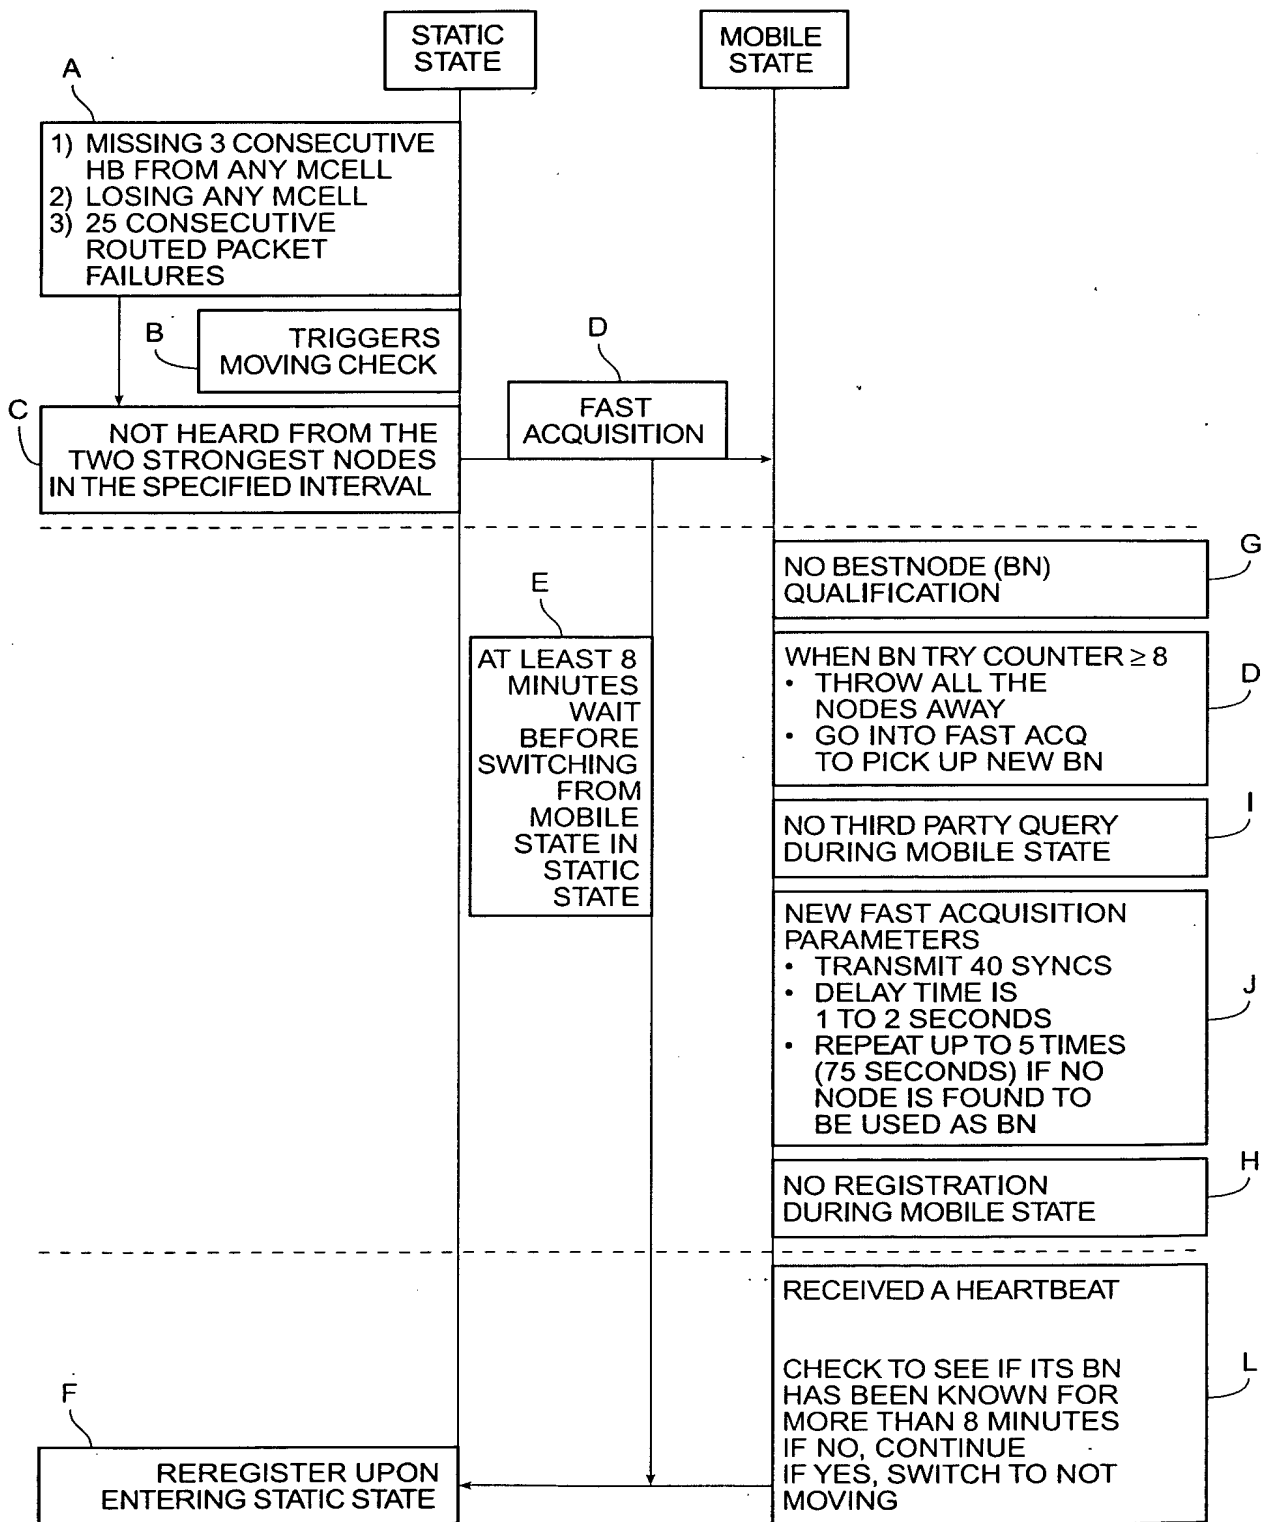 STATIC
STATE
MOBILE
STATE
A
1) MISSING 3 CONSECUTIVE
HB FROM ANY MCELL
2) LOSING ANY MCELL
3) 25 CONSECUTIVE
ROUTED PACKET
FAILURES
B
TRIGGERS
MOVING CHECK
D
FAST
ACQUISITION
C
NOT HEARD FROM THE
TWO STRONGEST NODES
IN THE SPECIFIED INTERVAL
G
NO BESTNODE (BN)
QUALIFICATION
E
AT LEAST 8
MINUTES
WAIT
BEFORE
SWITCHING
FROM
MOBILE
STATE IN
STATIC
STATE
WHEN BN TRY COUNTER ≥ 8
• THROW ALL THE
NODES AWAY
• GO INTO FAST ACQ
TO PICK UP NEW BN
D
I
NO THIRD PARTY QUERY
DURING MOBILE STATE
NEW FAST ACQUISITION
PARAMETERS
• TRANSMIT 40 SYNCS
• DELAY TIME IS
1 TO 2 SECONDS
• REPEAT UP TO 5 TIMES
(75 SECONDS) IF NO
NODE IS FOUND TO
BE USED AS BN
J
H
NO REGISTRATION
DURING MOBILE STATE
RECEIVED A HEARTBEAT
CHECK TO SEE IF ITS BN
HAS BEEN KNOWN FOR
MORE THAN 8 MINUTES
IF NO, CONTINUE
IF YES, SWITCH TO NOT
MOVING
L
F
REREGISTER UPON
ENTERING STATIC STATE